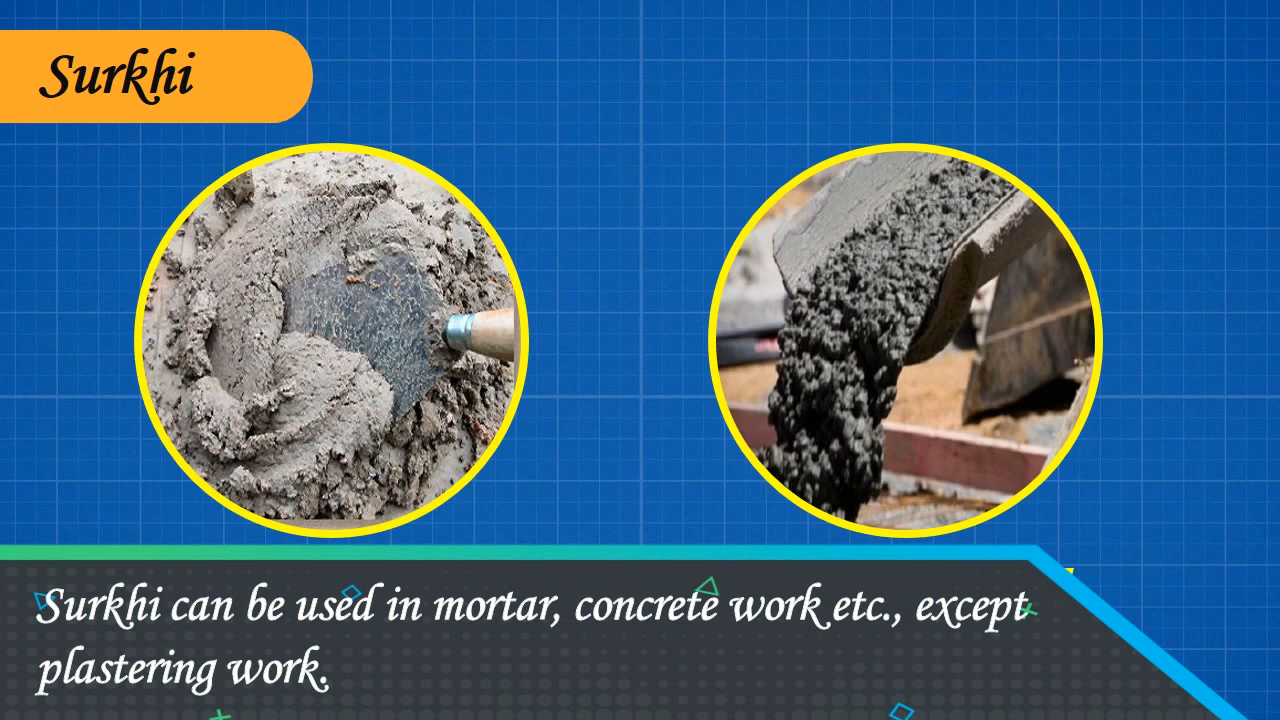 Surkhi
Surkhi can be used in mortar, concrete work etc., except
plastering work.